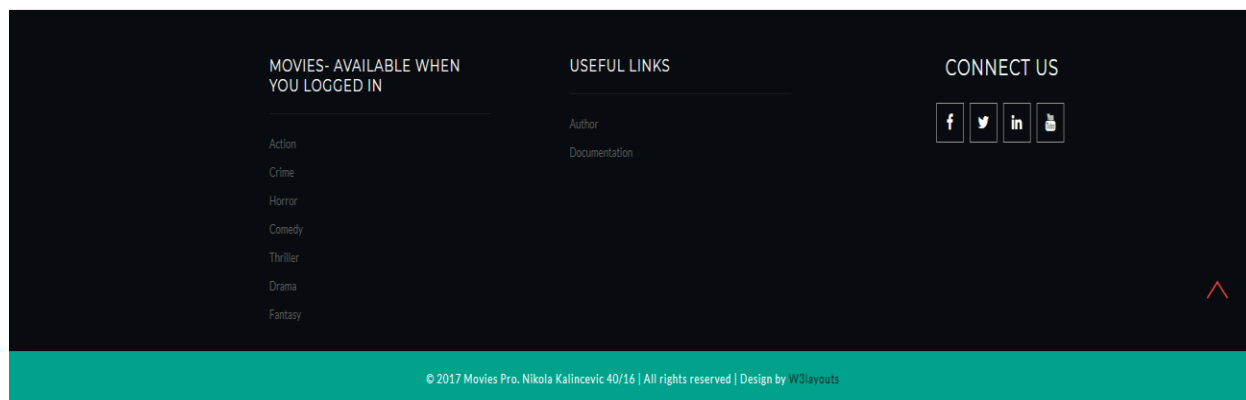 MOVIES- AVAILABLE WHEN
YOU LOGGED IN
Action
Crime
Horror
Comedy
Thriller
Drama
Fantasy
USEFUL LINKS
Author
Documentation
CONNECT US
© 2017 Movies Pro. Nikola Kalincevic 40/16 | All rights reserved | Design by W3layouts